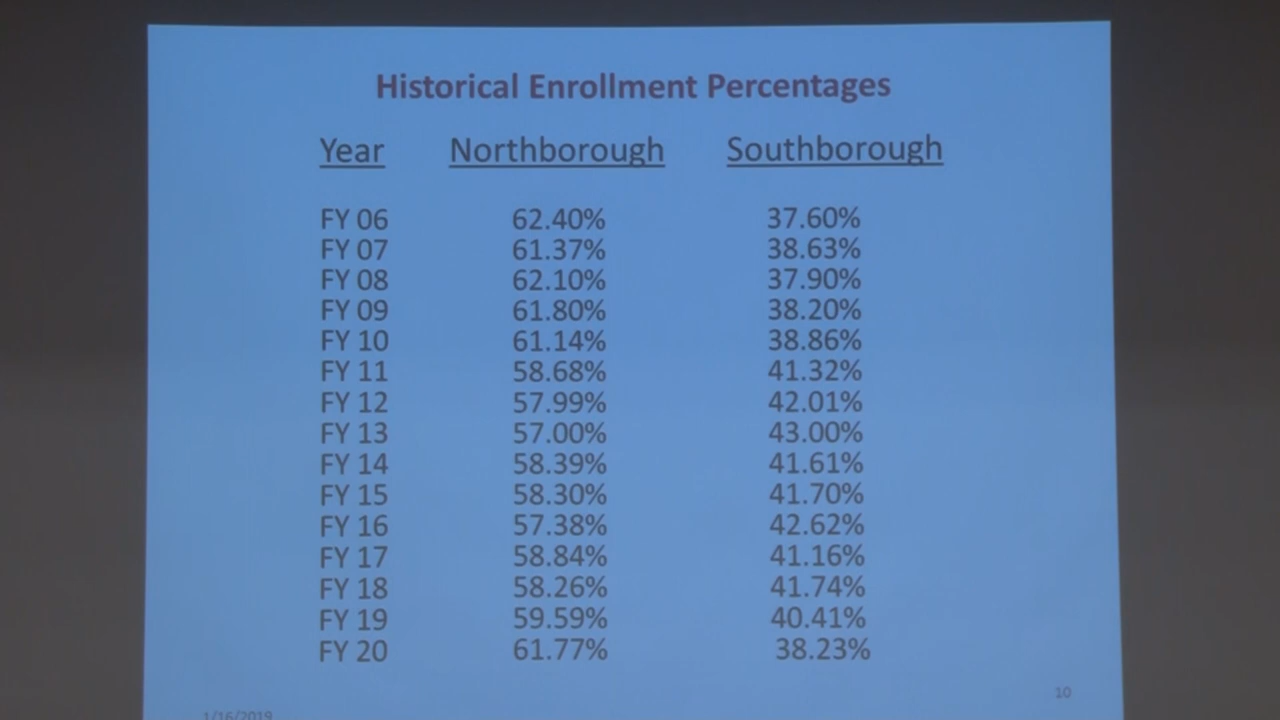 Historical Enrollment Percentages
Year Northborough Southborough
FY 06 62.40% 37.60%
FY 07 61.37% 38.63%
FY 08 62.10% 37.90%
FY 09 61.80% 38.20%
FY 10 61.14% 38.86%
FY 11 58.68% 41.32%
FY 12 57.99% 42.01%
FY 13 57.00% 43.00%
FY 14 58.39% 41.61%
FY 15 58.30% 41.70%
FY 16 57.38% 42.62%
FY 17 58.84% 41.16%
FY 18 58.26% 41.74%
FY 19 59.59% 40.41%
FY 20 61.77% 38.23%
10
1/16/2019